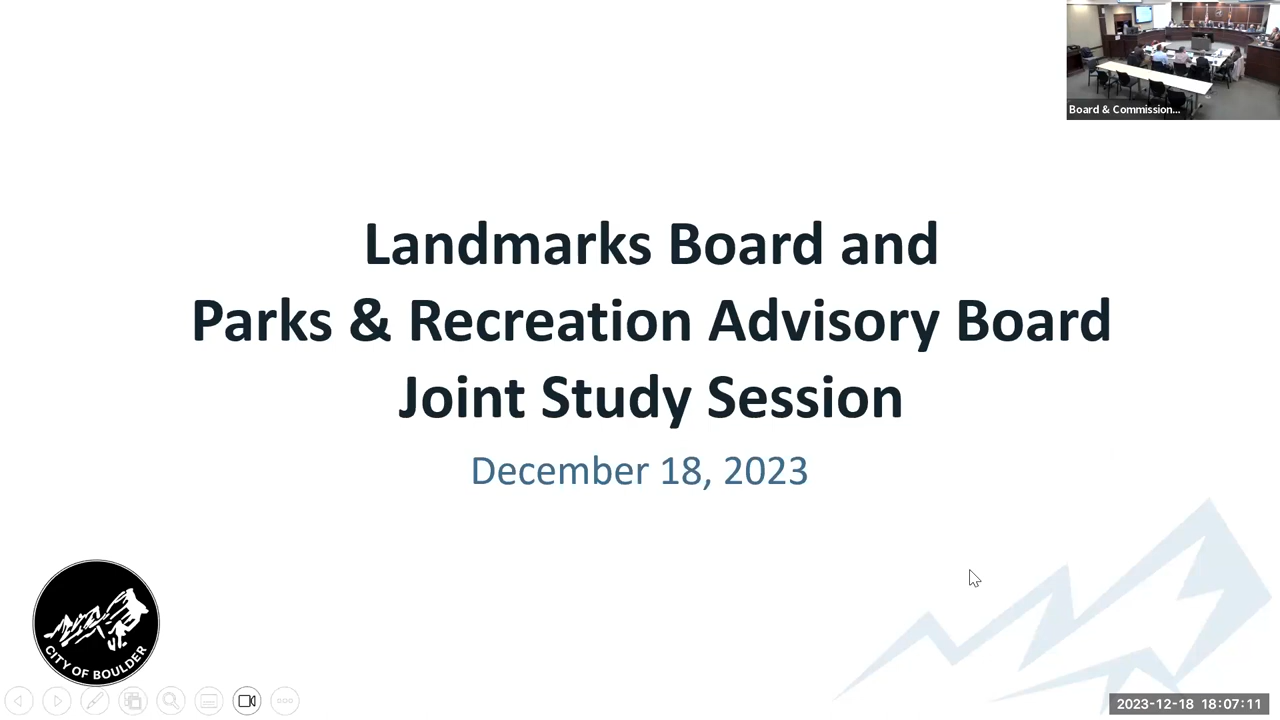 Board & Commission...
Landmarks Board and
Parks & Recreation Advisory Board
Joint Study Session
December 18, 2023
CITY OF BOULDER
2023-12-18 18:07:11